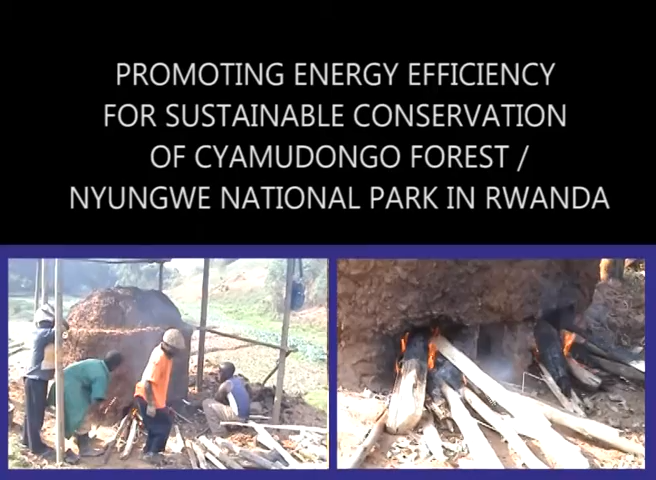 PROMOTING ENERGY EFFICIENCY
FOR SUSTAINABLE CONSERVATION
OF CYAMUDONGO FOREST /
NYUNGWE NATIONAL PARK IN RWANDA